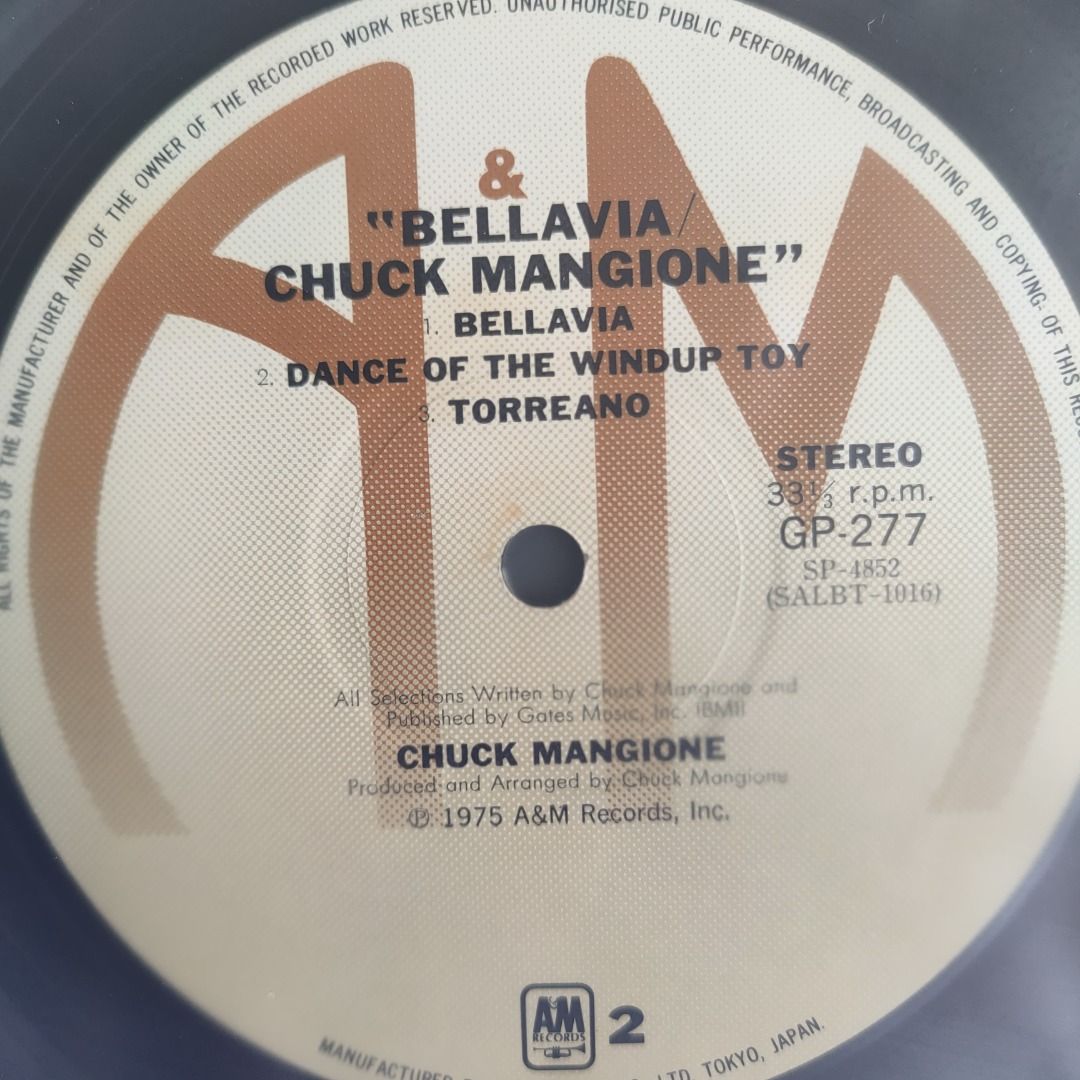 ALL RIGHTS OF THE MANUFACTURER AND OF THE OWNER OF THE RECORDED WORK RESERVED. UNAUTHORISED PUBLIC PERFORMANCE, BROADCASTING AND COPYING- OF THIS
A&M
"BELLAVIA/
CHUCK MANGIONE"
1. BELLAVIA
2. DANCE OF THE WINDUP TOY
3. TORREANO
STEREO
33⅓ r.p.m.
GP-277
SP-4852
(SALBT-1016)
All Selections Written by Chuck Mangione and
Published by Gates Music, Inc. (BMI)
CHUCK MANGIONE
Produced and Arranged by: Chuck Mangione
Ⓟ 1975 A&M Records, Inc.
A&M
RECORDS
2
MANUFACTURED LTD. TOKYO, JAPAN.